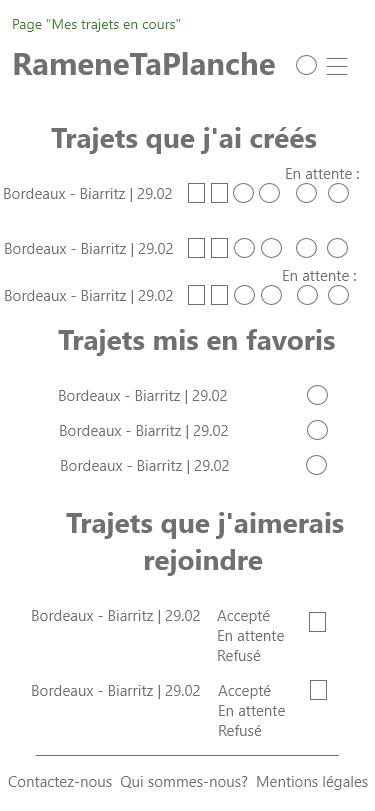 Page "Mes trajets en cours"
RameneTaPlanche
Trajets que j'ai créés
En attente :
Bordeaux - Biarritz | 29.02
Bordeaux - Biarritz | 29.02
En attente :
Bordeaux - Biarritz | 29.02
Trajets mis en favoris
Bordeaux - Biarritz | 29.02
Bordeaux - Biarritz | 29.02
Bordeaux - Biarritz | 29.02
Trajets que j'aimerais
rejoindre
Bordeaux - Biarritz | 29.02 Accepté
En attente
Refusé
Bordeaux - Biarritz | 29.02 Accepté
En attente
Refusé
Contactez-nous Qui sommes-nous? Mentions légales